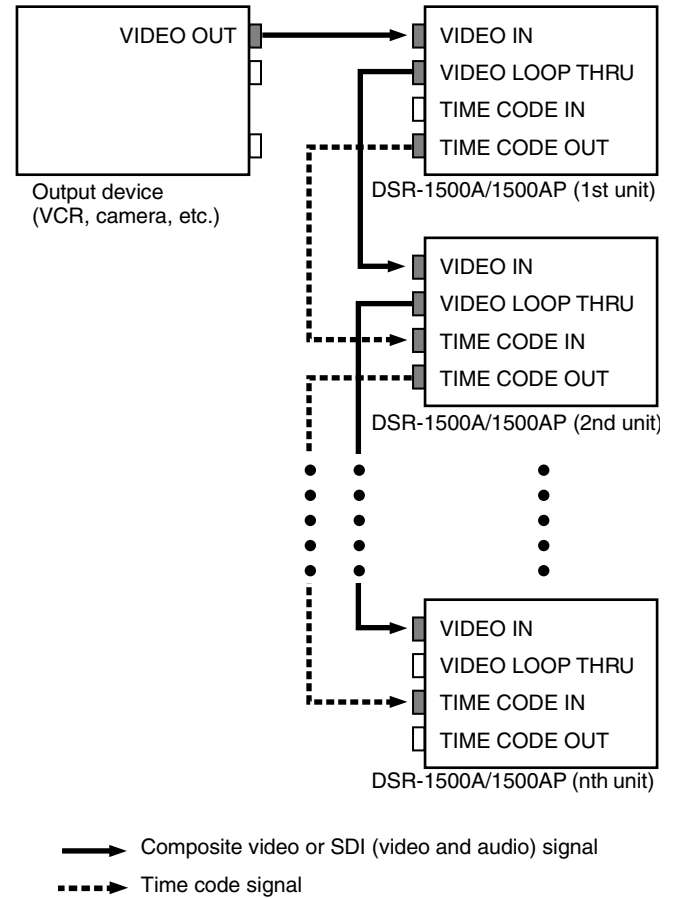 VIDEO OUT
Output device
(VCR, camera, etc.)
VIDEO IN
VIDEO LOOP THRU
TIME CODE IN
TIME CODE OUT
DSR-1500A/1500AP (1st unit)
VIDEO IN
VIDEO LOOP THRU
TIME CODE IN
TIME CODE OUT
DSR-1500A/1500AP (2nd unit)
VIDEO IN
VIDEO LOOP THRU
TIME CODE IN
TIME CODE OUT
DSR-1500A/1500AP (nth unit)
Composite video or SDI (video and audio) signal
Time code signal